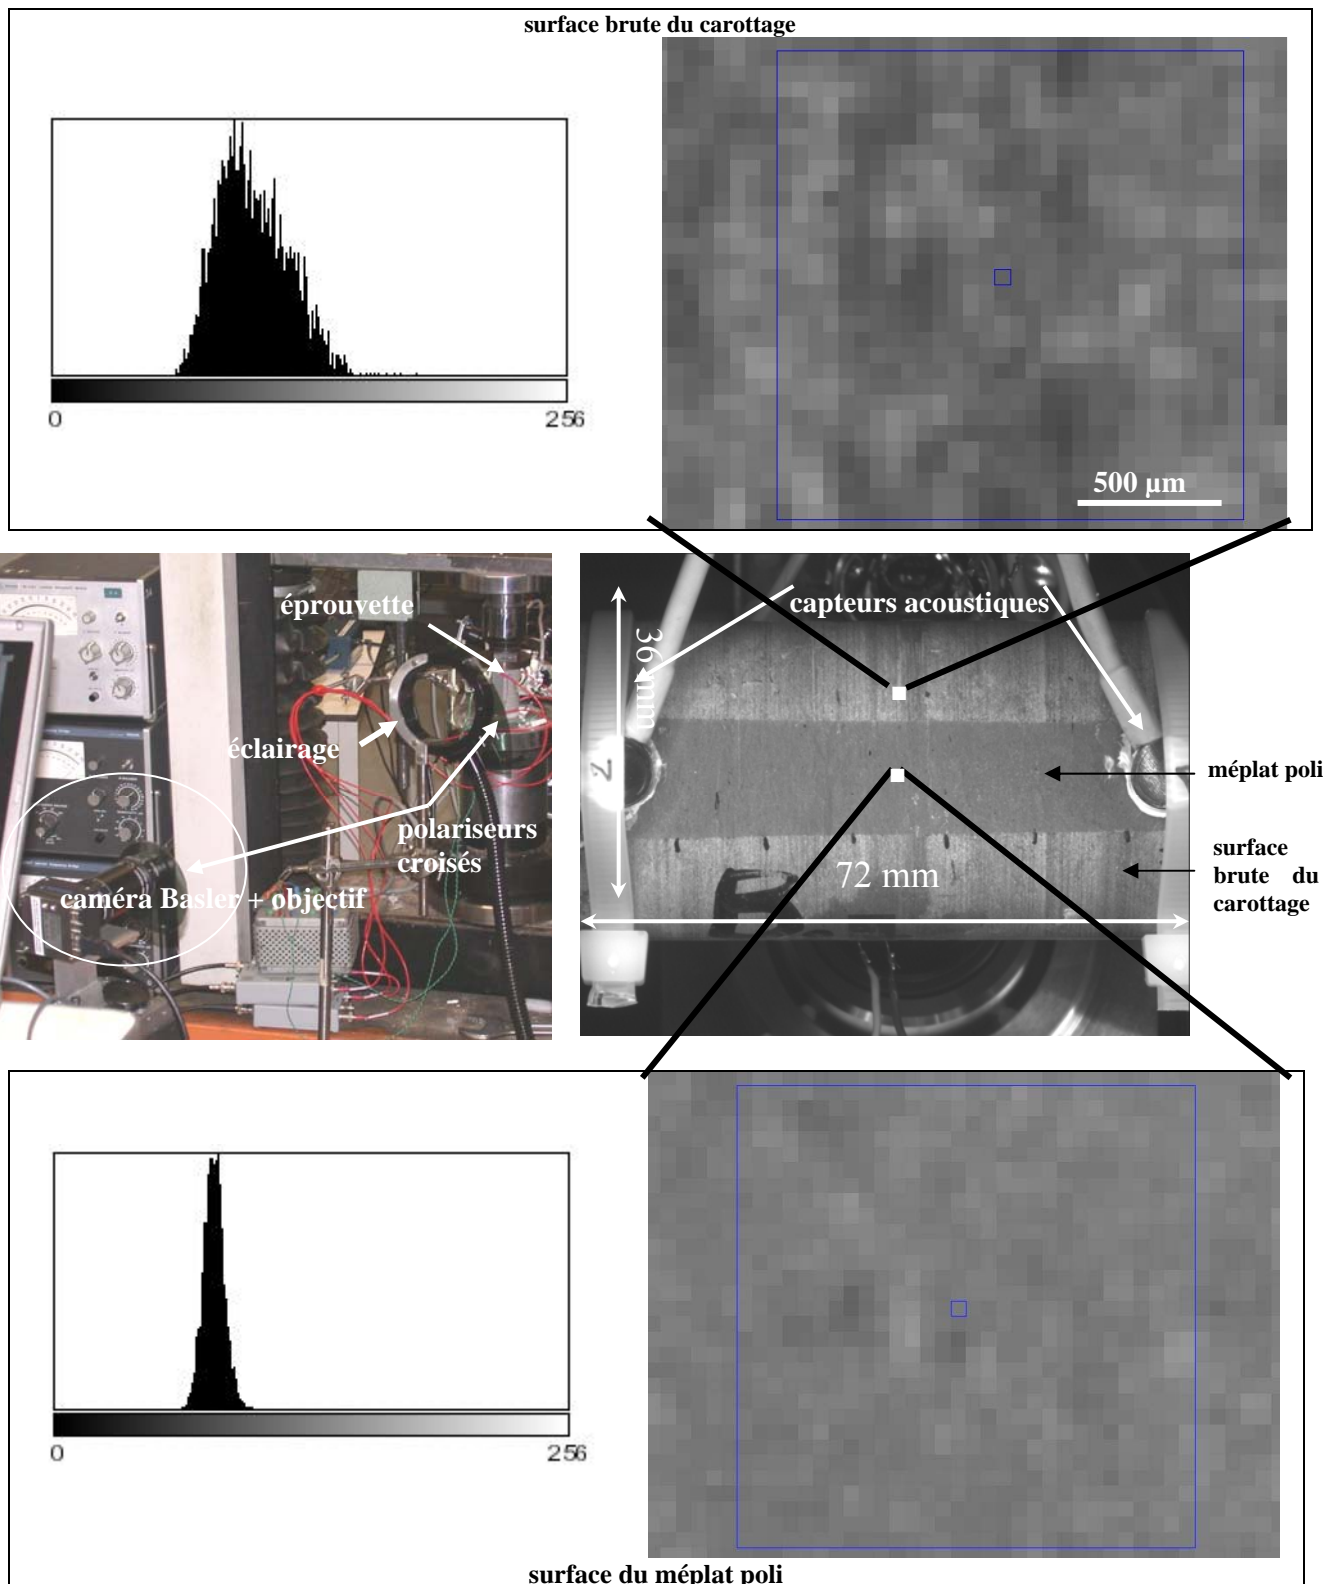 surface brute du carottage
0
256
500 µm
éprouvette
éclairage
polariseurs
croisés
caméra Basler + objectif
capteurs acoustiques
36 mm
72 mm
méplat poli
surface
brute du
carottage
0
256
surface du méplat poli